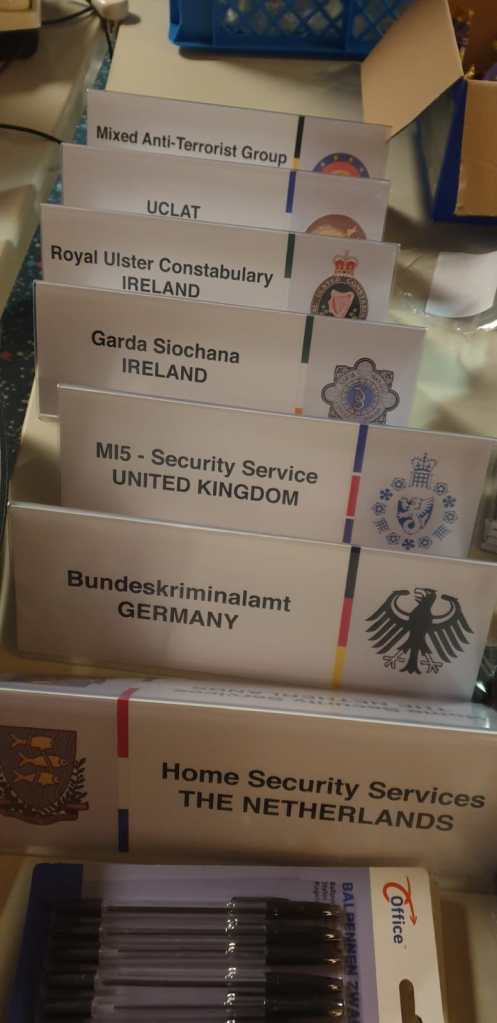 Mixed Anti-Terrorist Group
UCLAT
Royal Ulster Constabulary
IRELAND
Garda Siochana
IRELAND
MI5 - Security Service
UNITED KINGDOM
Bundeskriminalamt
GERMANY
Home Security Services
THE NETHERLANDS
Office
BALPENNEN ZWA